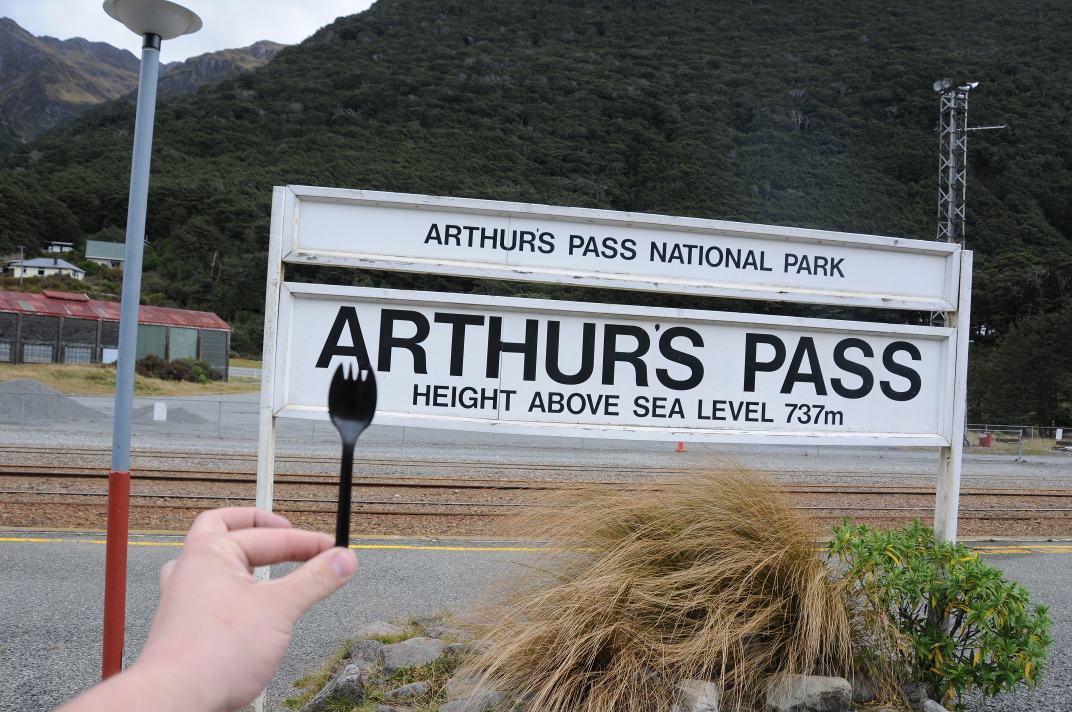 ARTHUR'S PASS NATIONAL PARK
ARTHUR'S PASS
HEIGHT ABOVE SEA LEVEL 737m